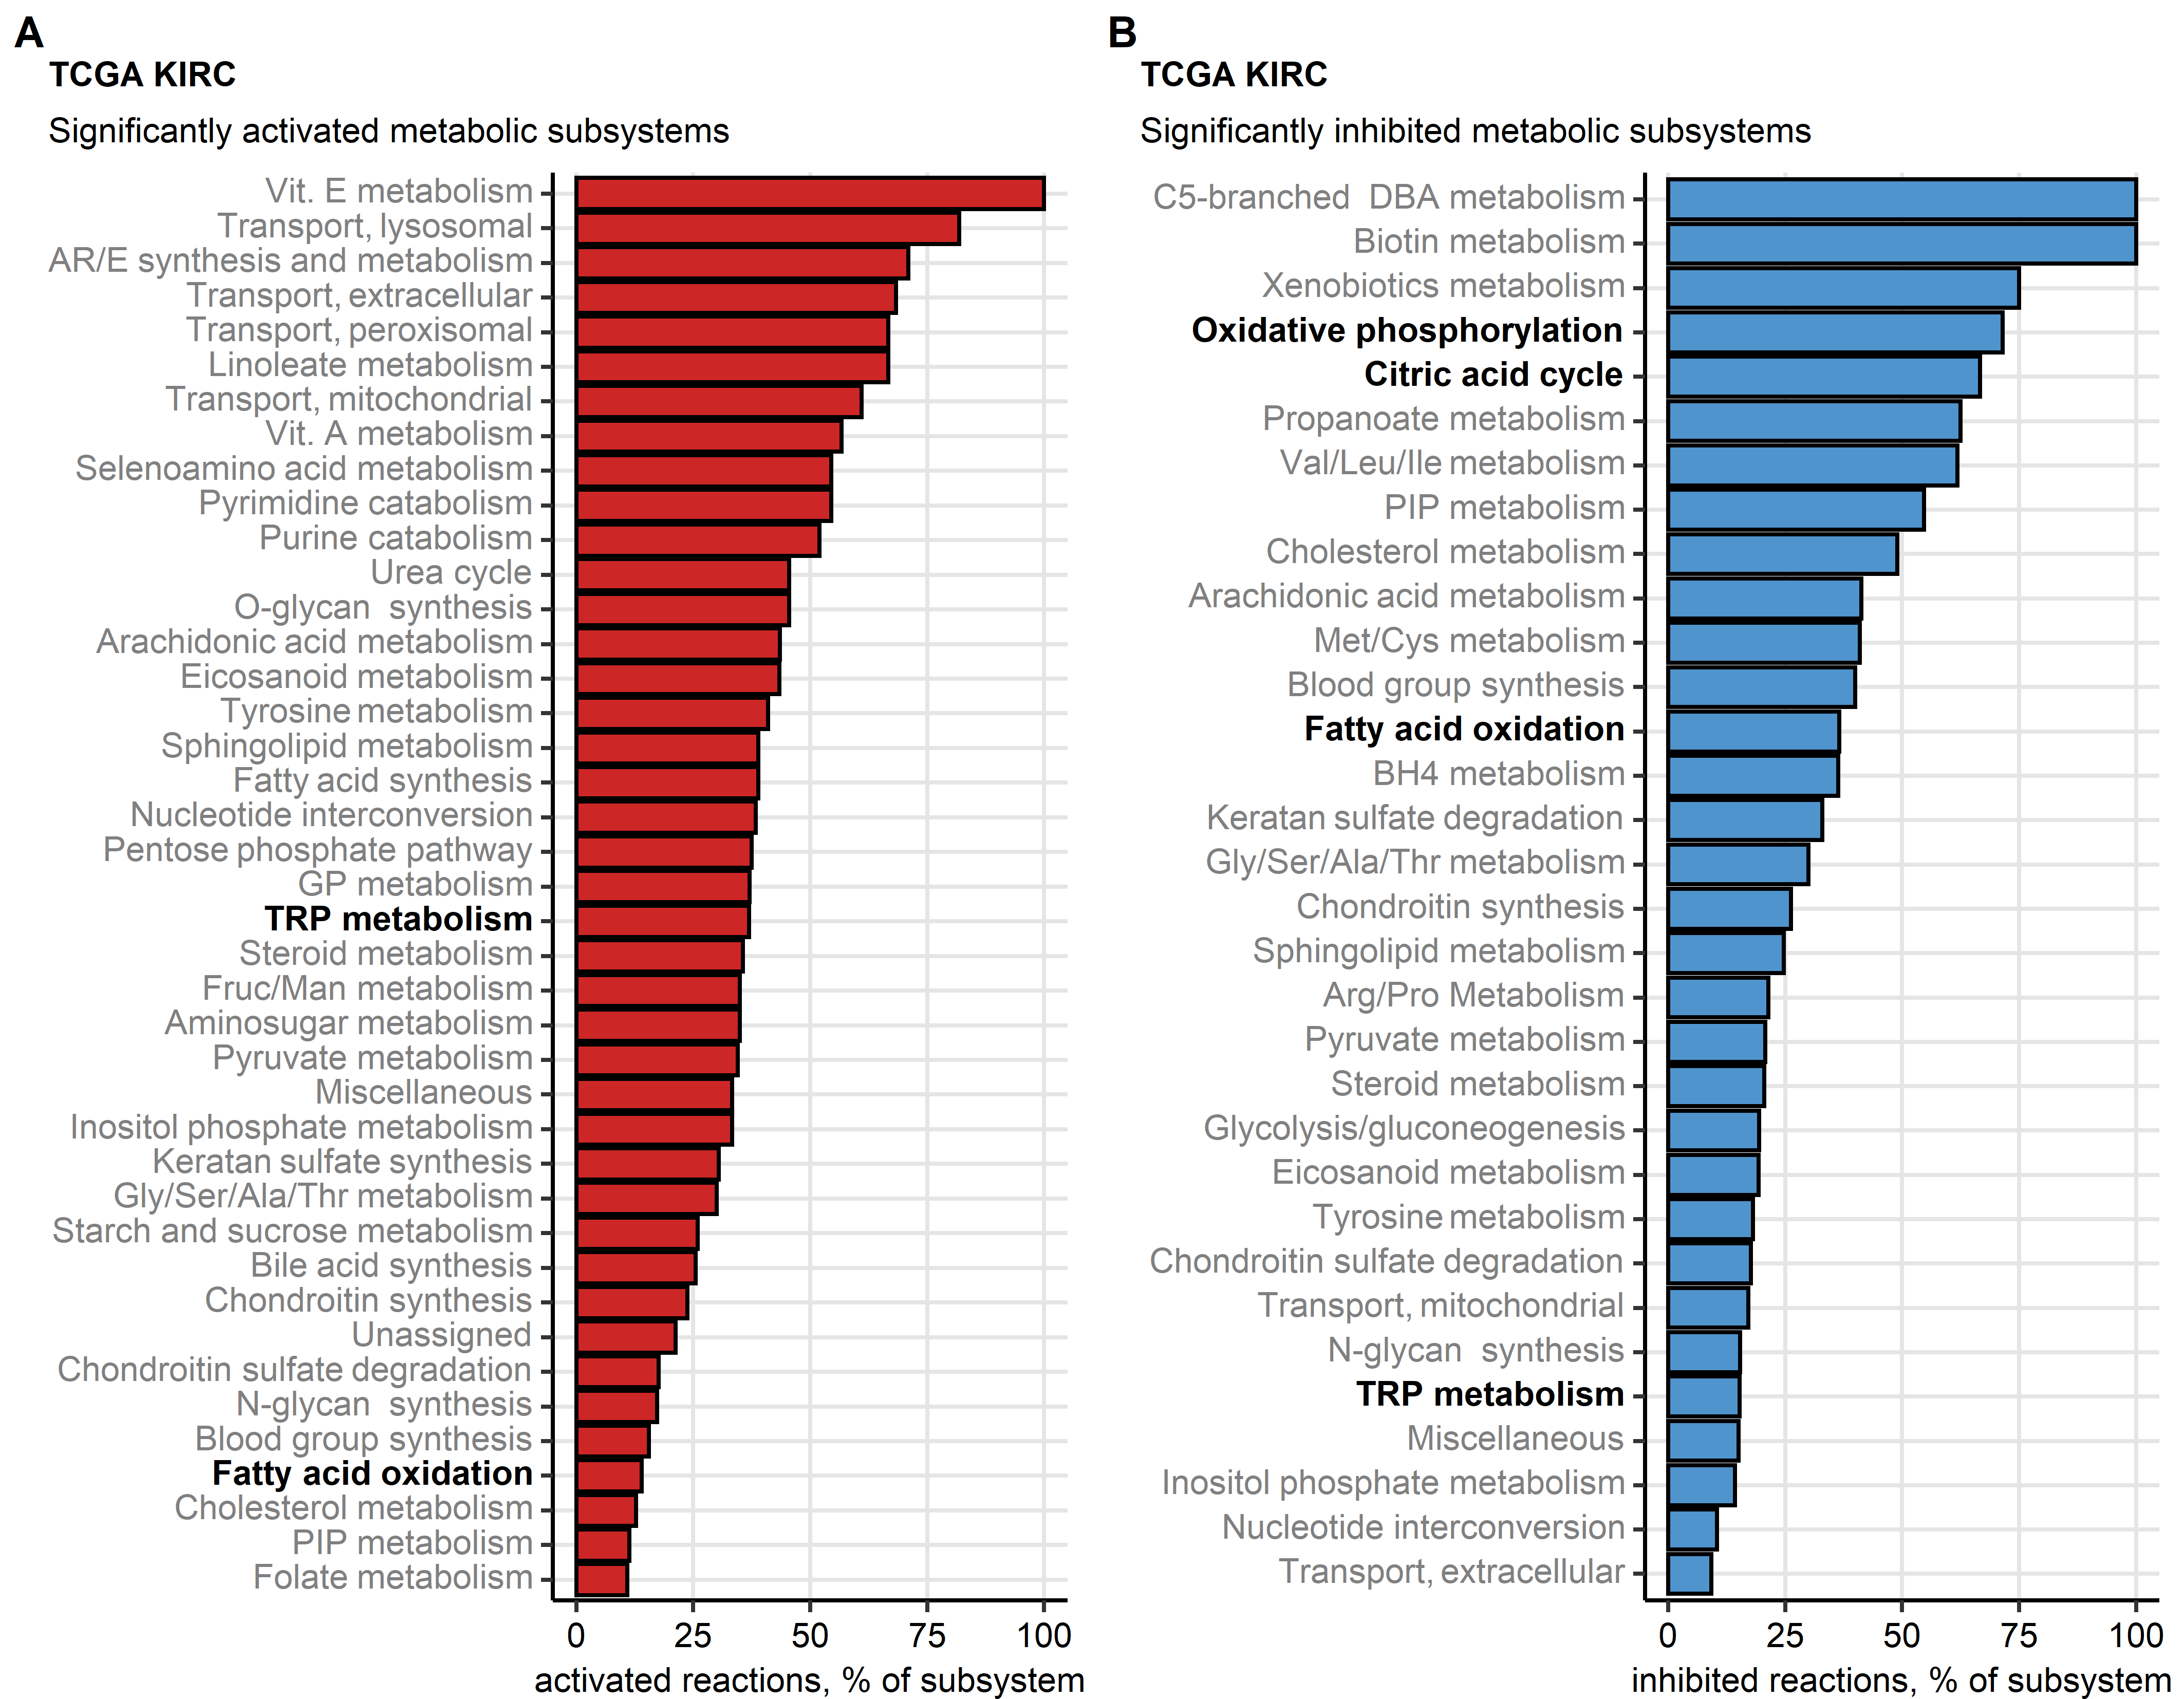 A
TCGA KIRC
Significantly activated metabolic subsystems
Vit. E metabolism
Transport, lysosomal
AR/E synthesis and metabolism
Transport, extracellular
Transport, peroxisomal
Linoleate metabolism
Transport, mitochondrial
Vit. A metabolism
Selenoamino acid metabolism
Pyrimidine catabolism
Purine catabolism
Urea cycle
O-glycan synthesis
Arachidonic acid metabolism
Eicosanoid metabolism
Tyrosine metabolism
Sphingolipid metabolism
Fatty acid synthesis
Nucleotide interconversion
Pentose phosphate pathway
GP metabolism
TRP metabolism
Steroid metabolism
Fruc/Man metabolism
Aminosugar metabolism
Pyruvate metabolism
Miscellaneous
Inositol phosphate metabolism
Keratan sulfate synthesis
Gly/Ser/Ala/Thr metabolism
Starch and sucrose metabolism
Bile acid synthesis
Chondroitin synthesis
Unassigned
Chondroitin sulfate degradation
N-glycan synthesis
Blood group synthesis
Fatty acid oxidation
Cholesterol metabolism
PIP metabolism
Folate metabolism
0 25 50 75 100
activated reactions, % of subsystem
B
TCGA KIRC
Significantly inhibited metabolic subsystems
C5-branched DBA metabolism
Biotin metabolism
Xenobiotics metabolism
Oxidative phosphorylation
Citric acid cycle
Propanoate metabolism
Val/Leu/Ile metabolism
PIP metabolism
Cholesterol metabolism
Arachidonic acid metabolism
Met/Cys metabolism
Blood group synthesis
Fatty acid oxidation
BH4 metabolism
Keratan sulfate degradation
Gly/Ser/Ala/Thr metabolism
Chondroitin synthesis
Sphingolipid metabolism
Arg/Pro Metabolism
Pyruvate metabolism
Steroid metabolism
Glycolysis/gluconeogenesis
Eicosanoid metabolism
Tyrosine metabolism
Chondroitin sulfate degradation
Transport, mitochondrial
N-glycan synthesis
TRP metabolism
Miscellaneous
Inositol phosphate metabolism
Nucleotide interconversion
Transport, extracellular
0 25 50 75 100
inhibited reactions, % of subsystem